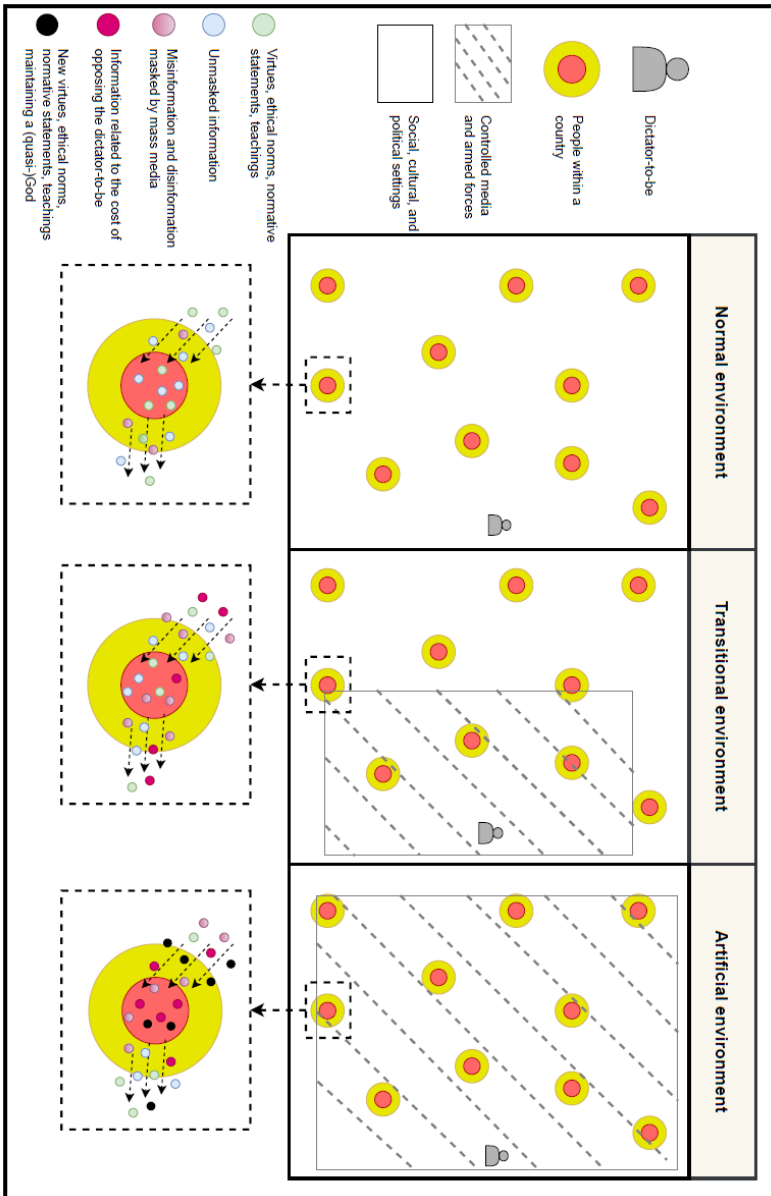 Normal environment
Transitional environment
Artificial environment
Dictator-to-be
People within a
country
Controlled media
and armed forces
Social, cultural, and
political settings
Virtues, ethical norms, normative
statements, teachings
Unmasked information
Misinformation and disinformation
masked by mass media
Information related to the cost of
opposing the dictator-to-be
New virtues, ethical norms,
normative statements, teachings
maintaining a (quasi-)God